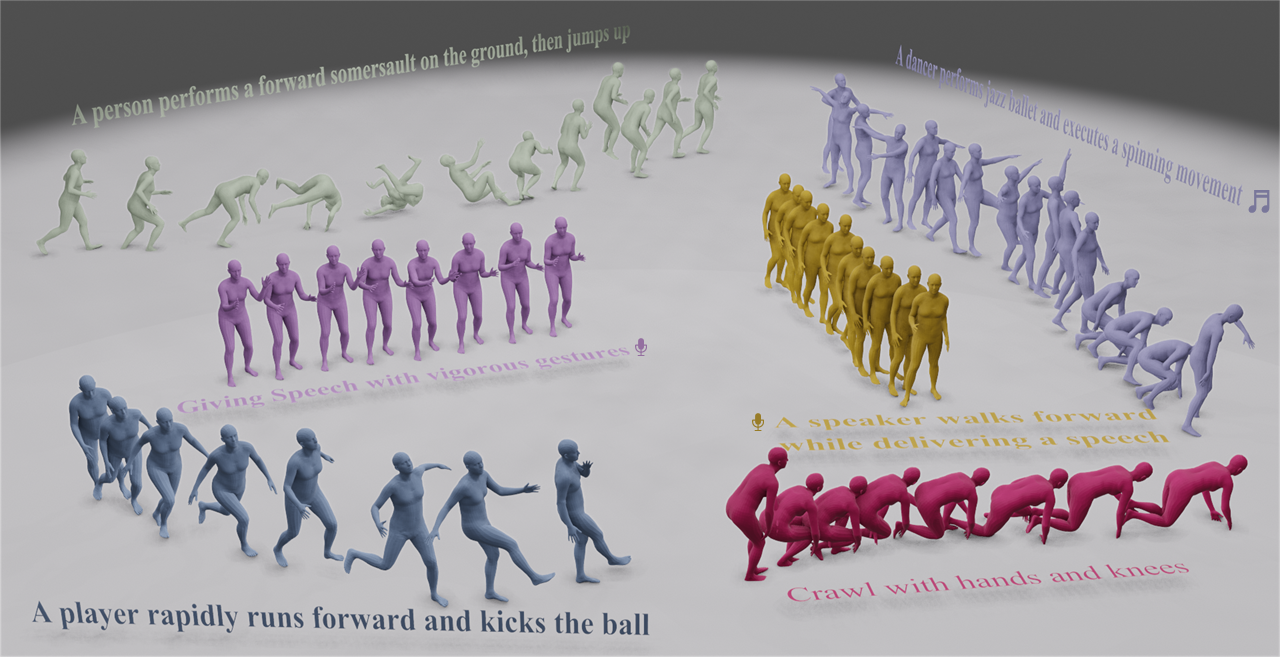 A person performs a forward somersault on the ground, then jumps up
A dancer performs jazz ballet and executes a spinning movement
Giving Speech with vigorous gestures
A speaker walks forward
while delivering a speech
Crawl with hands and knees
A player rapidly runs forward and kicks the ball